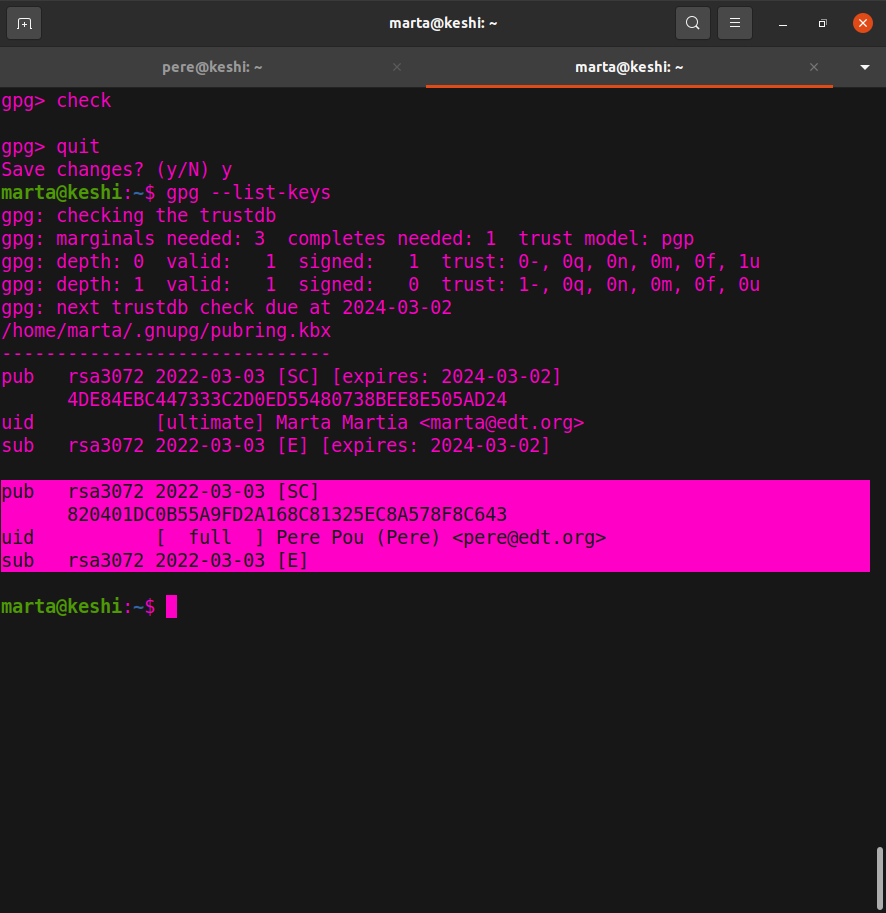 marta@keshi: ~
pere@keshi: ~
marta@keshi: ~
gpg> check
gpg> quit
Save changes? (y/N) y
marta@keshi:~$ gpg --list-keys
gpg: checking the trustdb
gpg: marginals needed: 3  completes needed: 1  trust model: pgp
gpg: depth: 0  valid:   1  signed:   1  trust: 0-, 0q, 0n, 0m, 0f, 1u
gpg: depth: 1  valid:   1  signed:   0  trust: 1-, 0q, 0n, 0m, 0f, 0u
gpg: next trustdb check due at 2024-03-02
/home/marta/.gnupg/pubring.kbx
------------------------------
pub   rsa3072 2022-03-03 [SC] [expires: 2024-03-02]
      4DE84EBC447333C2D0ED55480738BEE8E505AD24
uid           [ultimate] Marta Martia <marta@edt.org>
sub   rsa3072 2022-03-03 [E] [expires: 2024-03-02]
pub   rsa3072 2022-03-03 [SC]
      820401DC0B55A9FD2A168C81325EC8A578F8C643
uid           [  full  ] Pere Pou (Pere) <pere@edt.org>
sub   rsa3072 2022-03-03 [E]
marta@keshi:~$